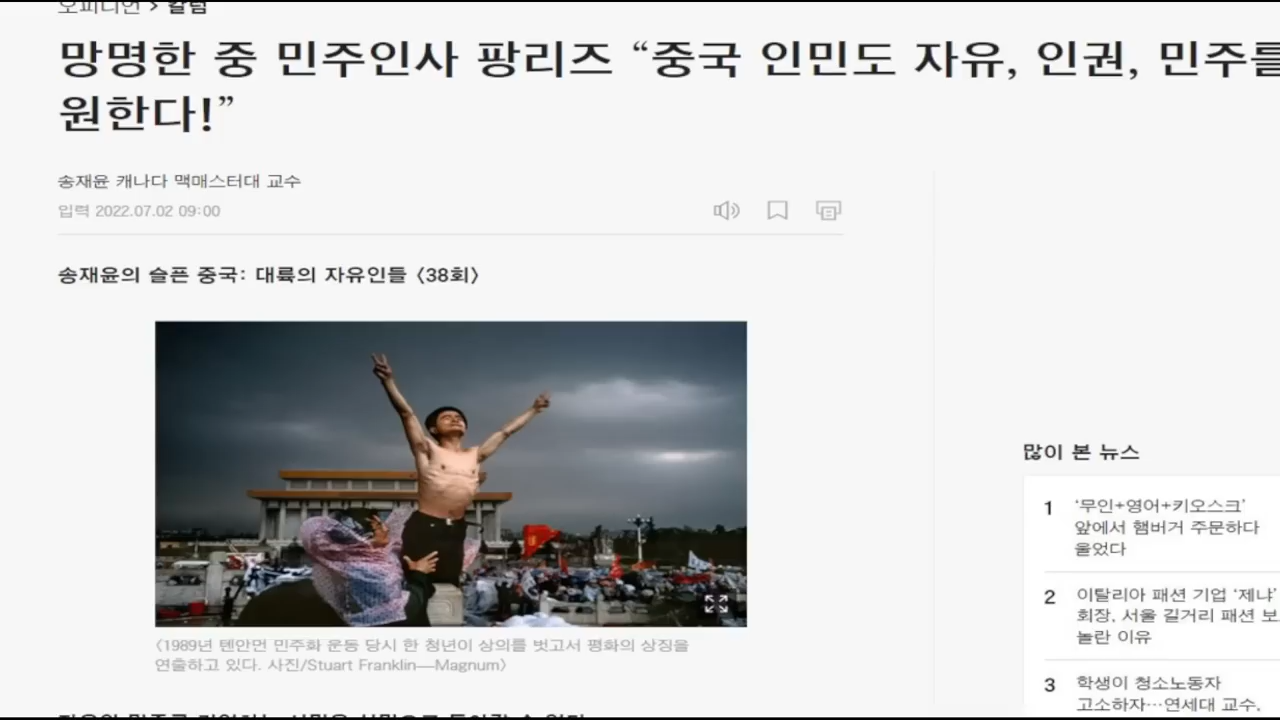 오피니언 > 칼럼
망명한 중 민주인사 팡리즈 “중국 인민도 자유, 인권, 민주를
원한다!”
송재윤 캐나다 맥매스터대 교수
입력 2022.07.02 09:00
송재윤의 슬픈 중국: 대륙의 자유인들 <38회>
<1989년 톈안먼 민주화 운동 당시 한 청년이 상의를 벗고서 평화의 상징을
연출하고 있다. 사진/Stuart Franklin—Magnum>
많이 본 뉴스
1 ‘무인+영어+키오스크’
앞에서 햄버거 주문하다
울었다
2 이탈리아 패션 기업 ‘제냐’
회장, 서울 길거리 패션 보
놀란 이유
3 학생이 청소노동자
고소하자…연세대 교수,